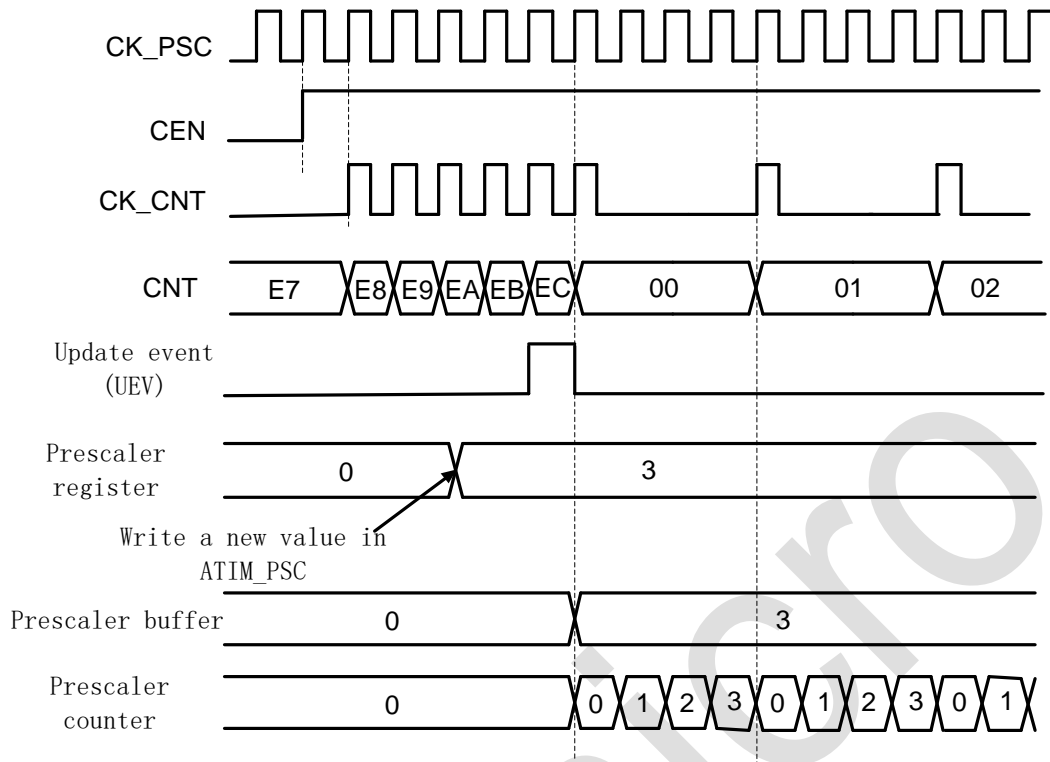 CK_PSC
CEN
CK_CNT
CNT E7 E8 E9 EA EB EC 00 01 02
Update event
(UEV)
Prescaler
register
0 3
Write a new value in
ATIM_PSC
Prescaler buffer 0 3
Prescaler
counter
0 0 1 2 3 0 1 2 3 0 1
micro